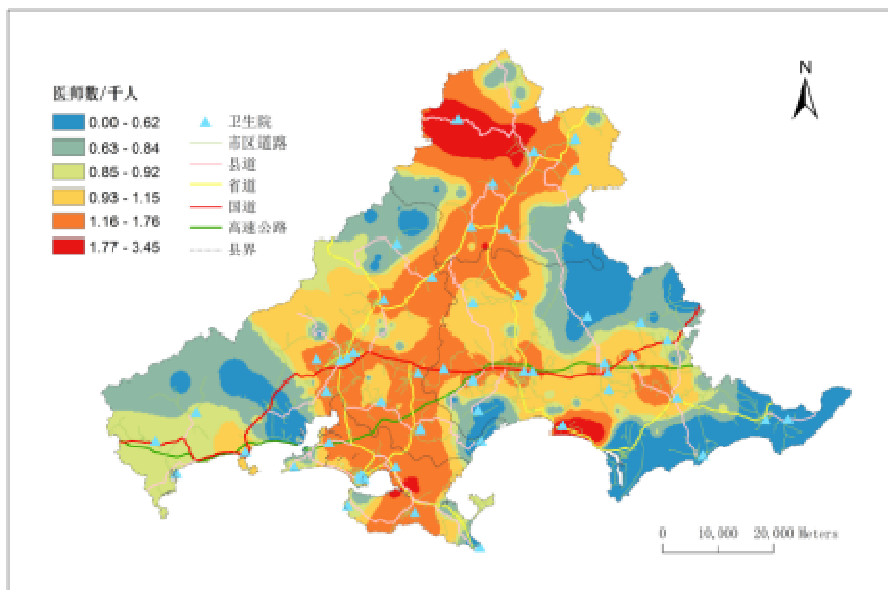 N
医师数/千人
0.00 - 0.62
0.63 - 0.84
0.85 - 0.92
0.93 - 1.15
1.16 - 1.76
1.77 - 3.45
卫生院
市区道路
县道
省道
国道
高速公路
县界
0 10,000 20,000 Meters